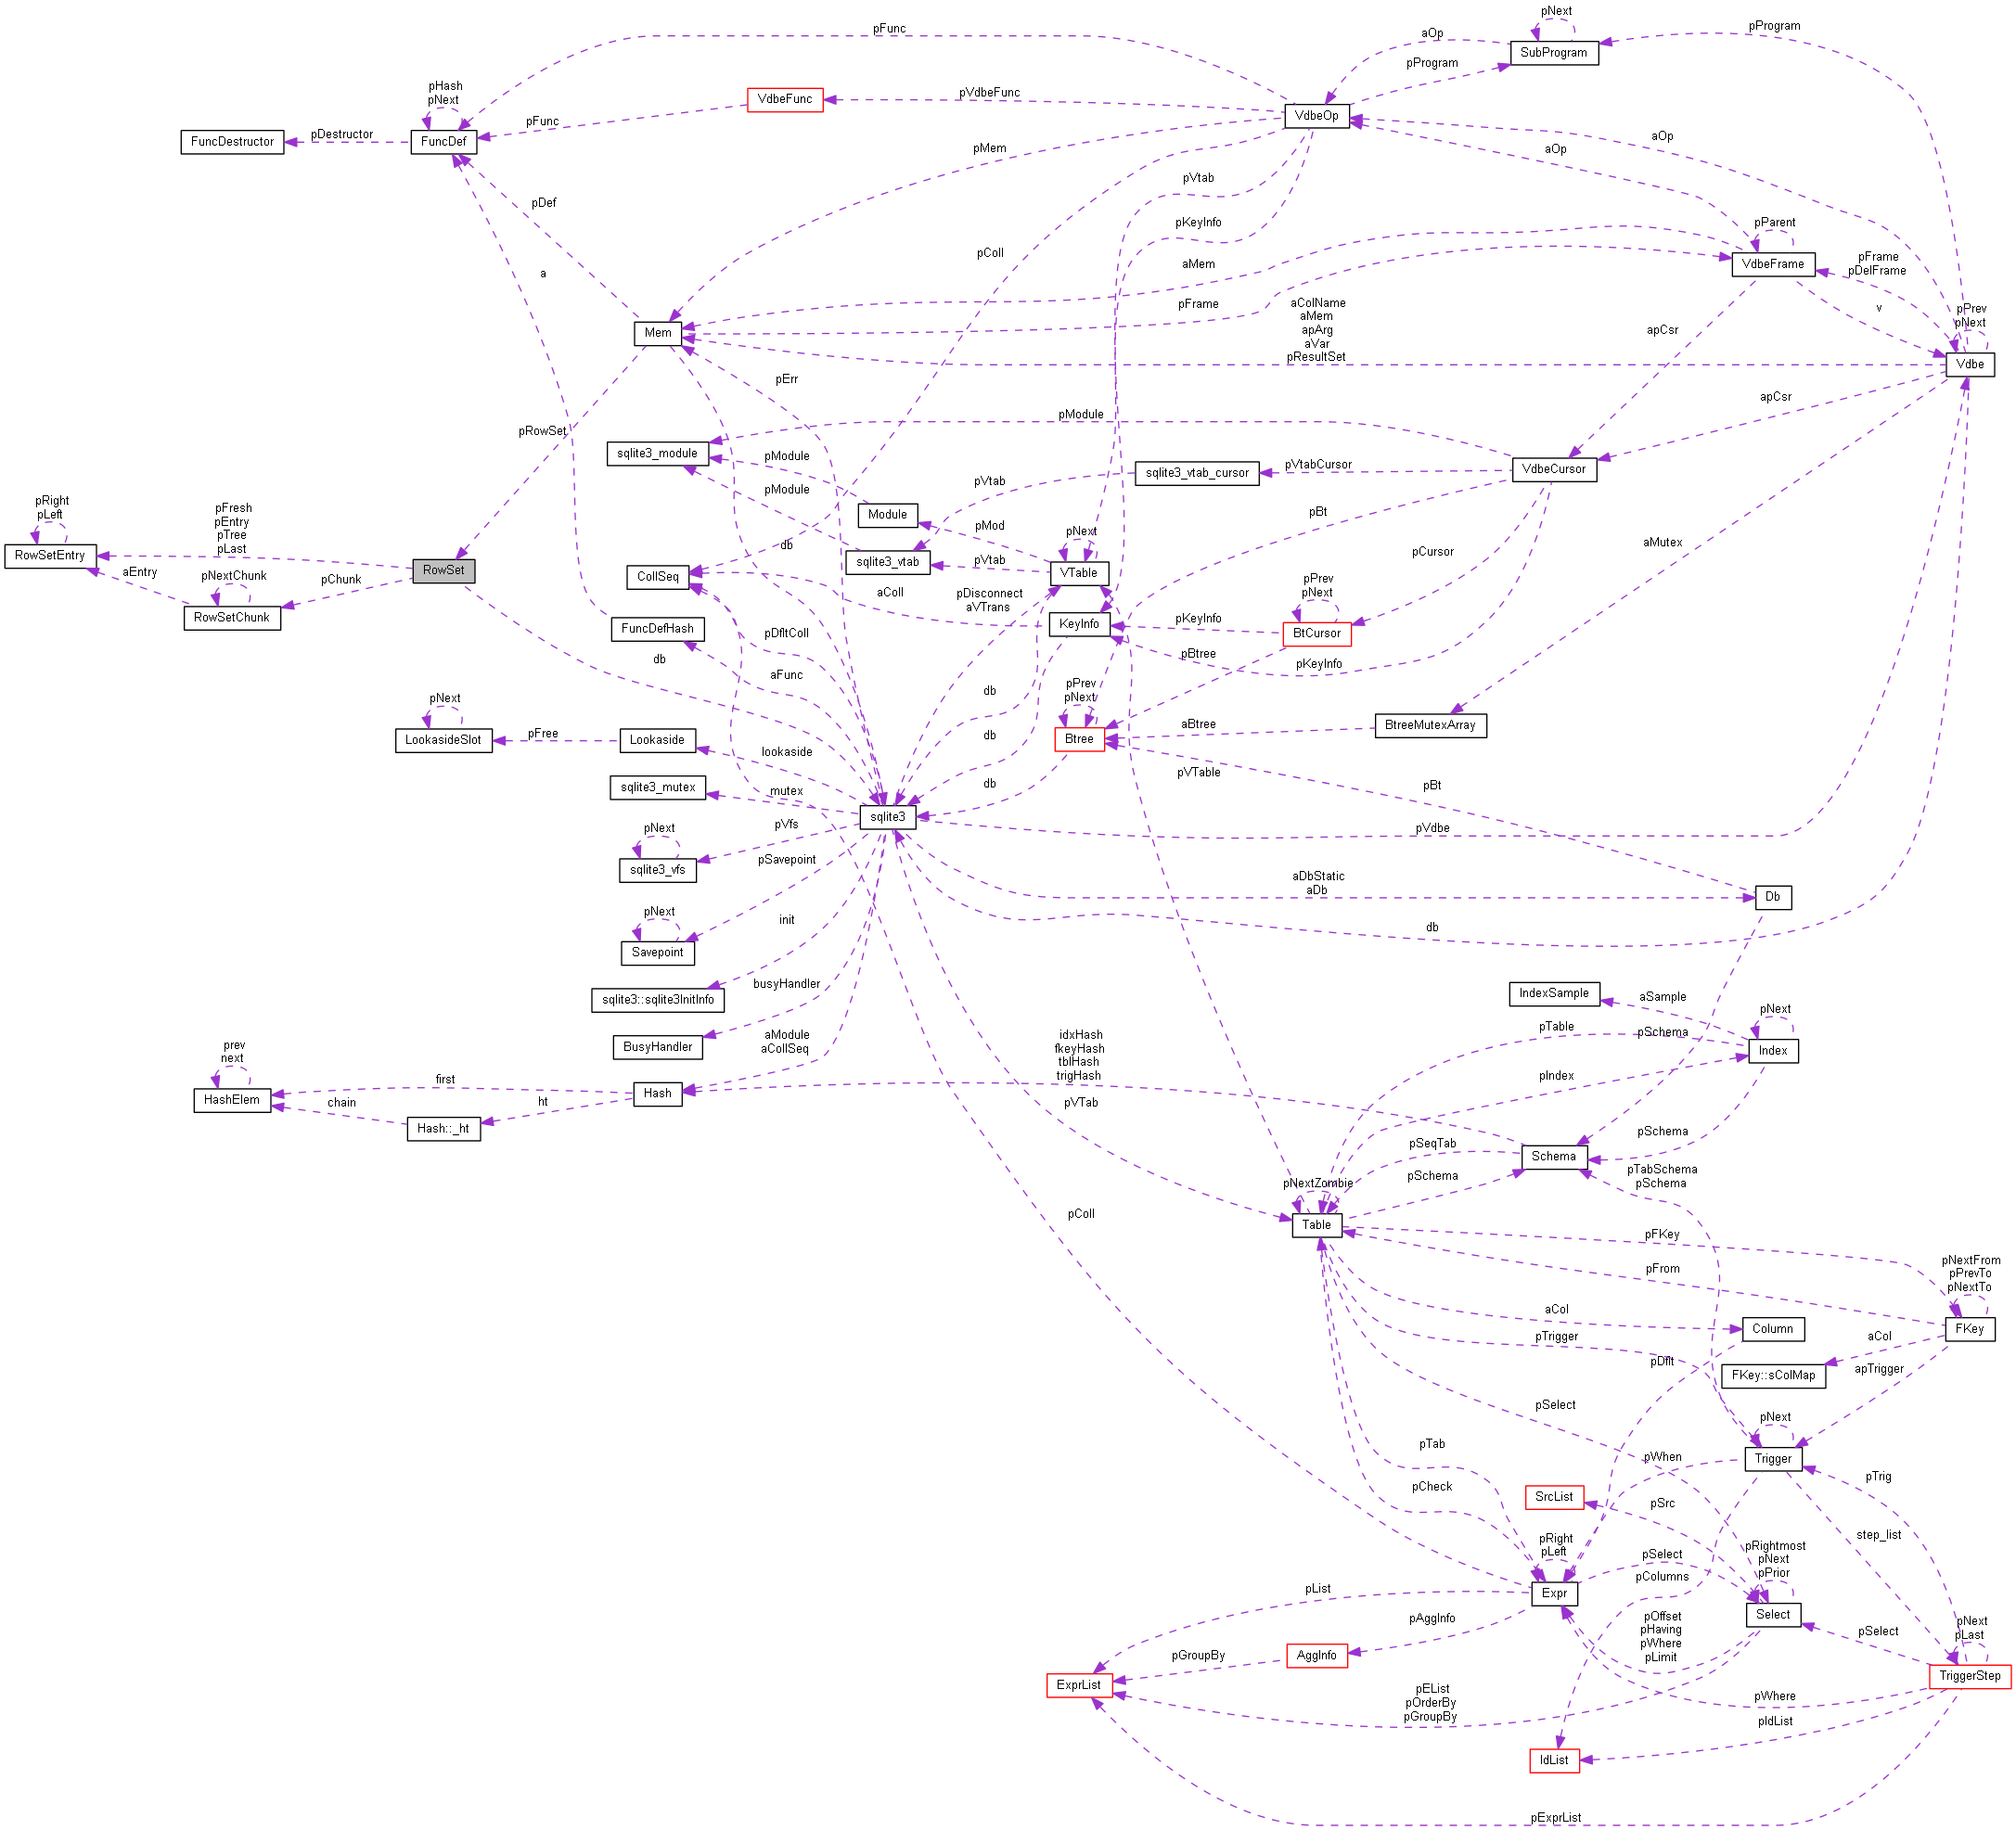 pNext
pProgram
pFunc
aOp
SubProgram
pProgram
pHash
pNext
pVdbeFunc
VdbeFunc
VdbeOp
pFunc
pDestructor
FuncDestructor
FuncDef
aOp
aOp
pMem
pVtab
pDef
pKeyInfo
pParent
pColl
a
aMem
VdbeFrame
pFrame
pDelFrame
pFrame
aColName
aMem
apArg
aVar
pResultSet
v
pPrev
pNext
Mem
apCsr
Vdbe
pErr
apCsr
pModule
pRowSet
sqlite3_module
pModule
pVtab
sqlite3_vtab_cursor
pVtabCursor
VdbeCursor
pModule
pRight
pLeft
pFresh
pEntry
pTree
pLast
Module
pMod
pBt
pNext
aMutex
RowSetEntry
db
pCursor
RowSet
CollSeq
sqlite3_vtab
pVtab
VTable
aEntry
pNextChunk
pChunk
aColl
pDisconnect
aVTrans
pPrev
pNext
RowSetChunk
FuncDefHash
KeyInfo
pKeyInfo
BtCursor
pDfltColl
db
pBtree
pKeyInfo
aFunc
db
pPrev
pNext
pNext
aBtree
BtreeMutexArray
LookasideSlot
pFree
Lookaside
lookaside
Btree
db
pVTable
sqlite3_mutex
mutex
pBt
sqlite3
pVfs
pVdbe
pNext
sqlite3_vfs
pSavepoint
aDbStatic
aDb
Db
pNext
init
db
Savepoint
sqlite3::sqlite3InitInfo
busyHandler
IndexSample
aSample
pNext
BusyHandler
aModule
aCollSeq
idxHash
fkeyHash
tblHash
trigHash
pTable
pSchema
Index
prev
next
first
pIndex
HashElem
chain
ht
Hash
pVTab
Hash::_ht
pSchema
pSeqTab
Schema
pSchema
pTabSchema
pSchema
pNextZombie
pColl
Table
pFKey
pNextFrom
pPrevTo
pNextTo
pFrom
aCol
Column
FKey
pTrigger
aCol
pDflt
FKey::sColMap
apTrigger
pSelect
pNext
pTab
pWhen
Trigger
pTrig
pCheck
SrcList
pSrc
step_list
pRight
pLeft
pSelect
pColumns
pRightmost
pNext
pPrior
pList
Expr
pAggInfo
pOffset
pHaving
pWhere
pLimit
Select
pSelect
pNext
pLast
pGroupBy
AggInfo
ExprList
TriggerStep
pEList
pOrderBy
pGroupBy
pWhere
pIdList
IdList
pExprList